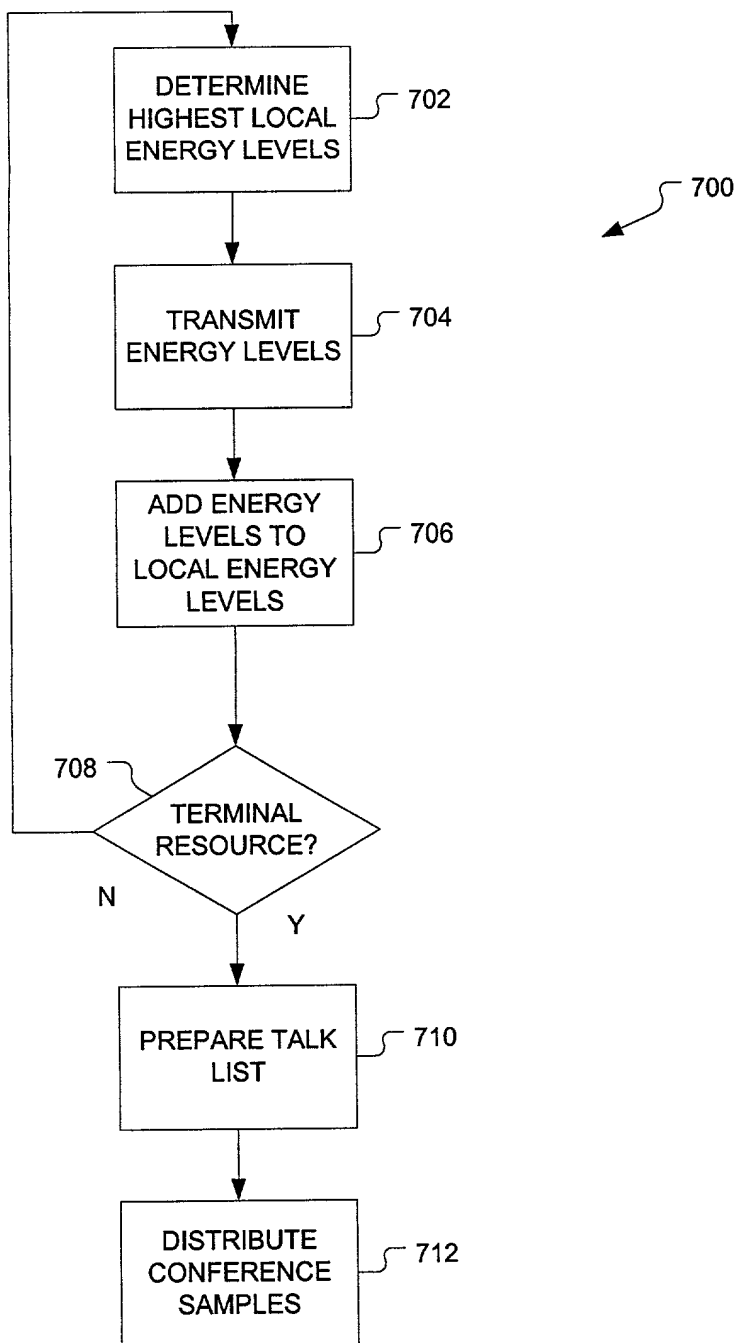 DETERMINE
HIGHEST LOCAL
ENERGY LEVELS
702
700
TRANSMIT
ENERGY LEVELS
704
ADD ENERGY
LEVELS TO
LOCAL ENERGY
LEVELS
706
708
TERMINAL
RESOURCE?
N
Y
PREPARE TALK
LIST
710
DISTRIBUTE
CONFERENCE
SAMPLES
712